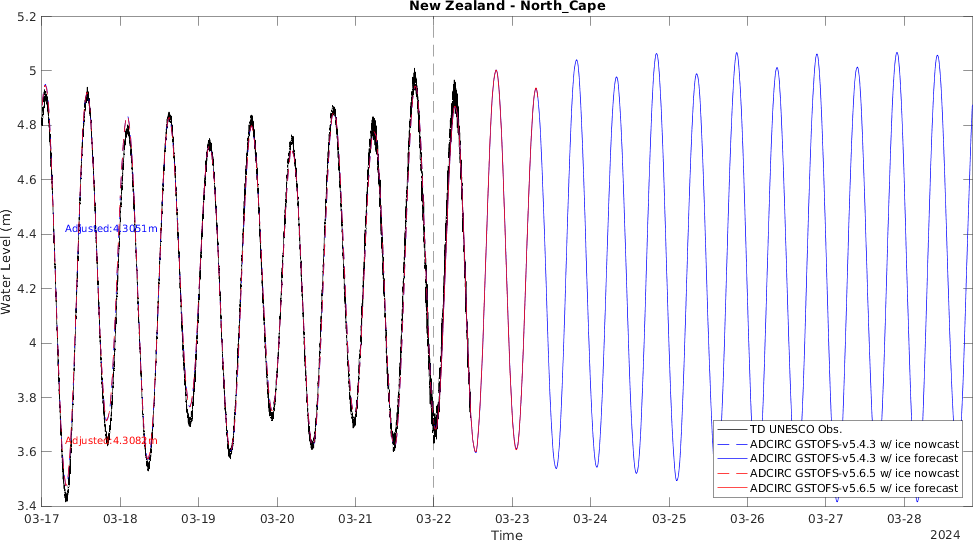 New Zealand - North_Cape
Water Level (m)
5.2
5
4.8
4.6
4.4
4.2
4
3.8
3.6
3.4
Adjusted:4.3051m
Adjusted:4.3082m
TD UNESCO Obs.
ADCIRC GSTOFS-v5.4.3 w/ ice nowcast
ADCIRC GSTOFS-v5.4.3 w/ ice forecast
ADCIRC GSTOFS-v5.6.5 w/ ice nowcast
ADCIRC GSTOFS-v5.6.5 w/ ice forecast
03-17 03-18 03-19 03-20 03-21 03-22 03-23 03-24 03-25 03-26 03-27 03-28
Time
2024